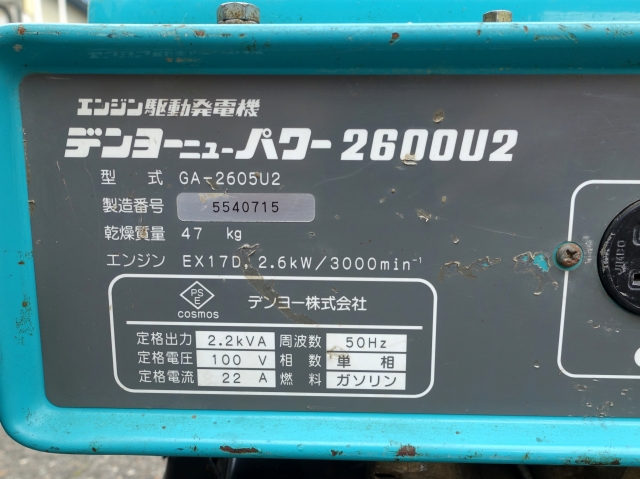 エンジン駆動発電機
デンヨーニューパワー2600U2
型 式 GA-2605U2
製造番号 5540715
乾燥質量 47 kg
エンジン EX17D, 2.6kW/3000min⁻¹
PS
E
COSMOS
デンヨー株式会社
定格出力 2.2kVA 周波数 50Hz
定格電圧 100 V 相 数 単 相
定格電流 22 A 燃 料 ガソリン